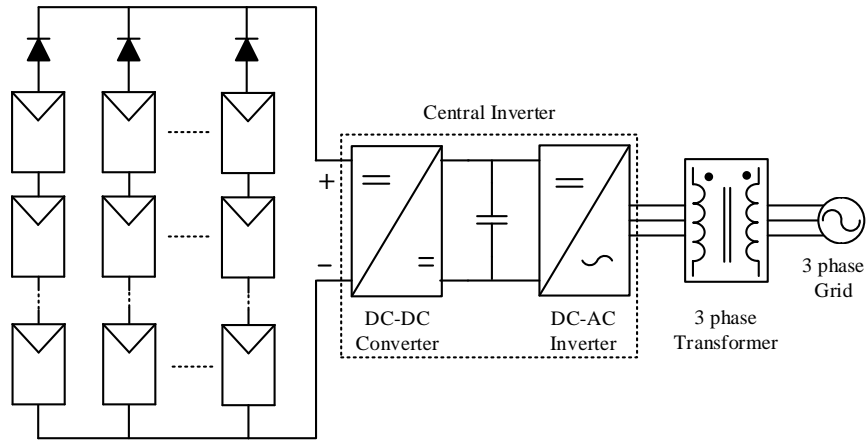 Central Inverter
+
−
DC-DC
Converter
DC-AC
Inverter
3 phase
Transformer
3 phase
Grid